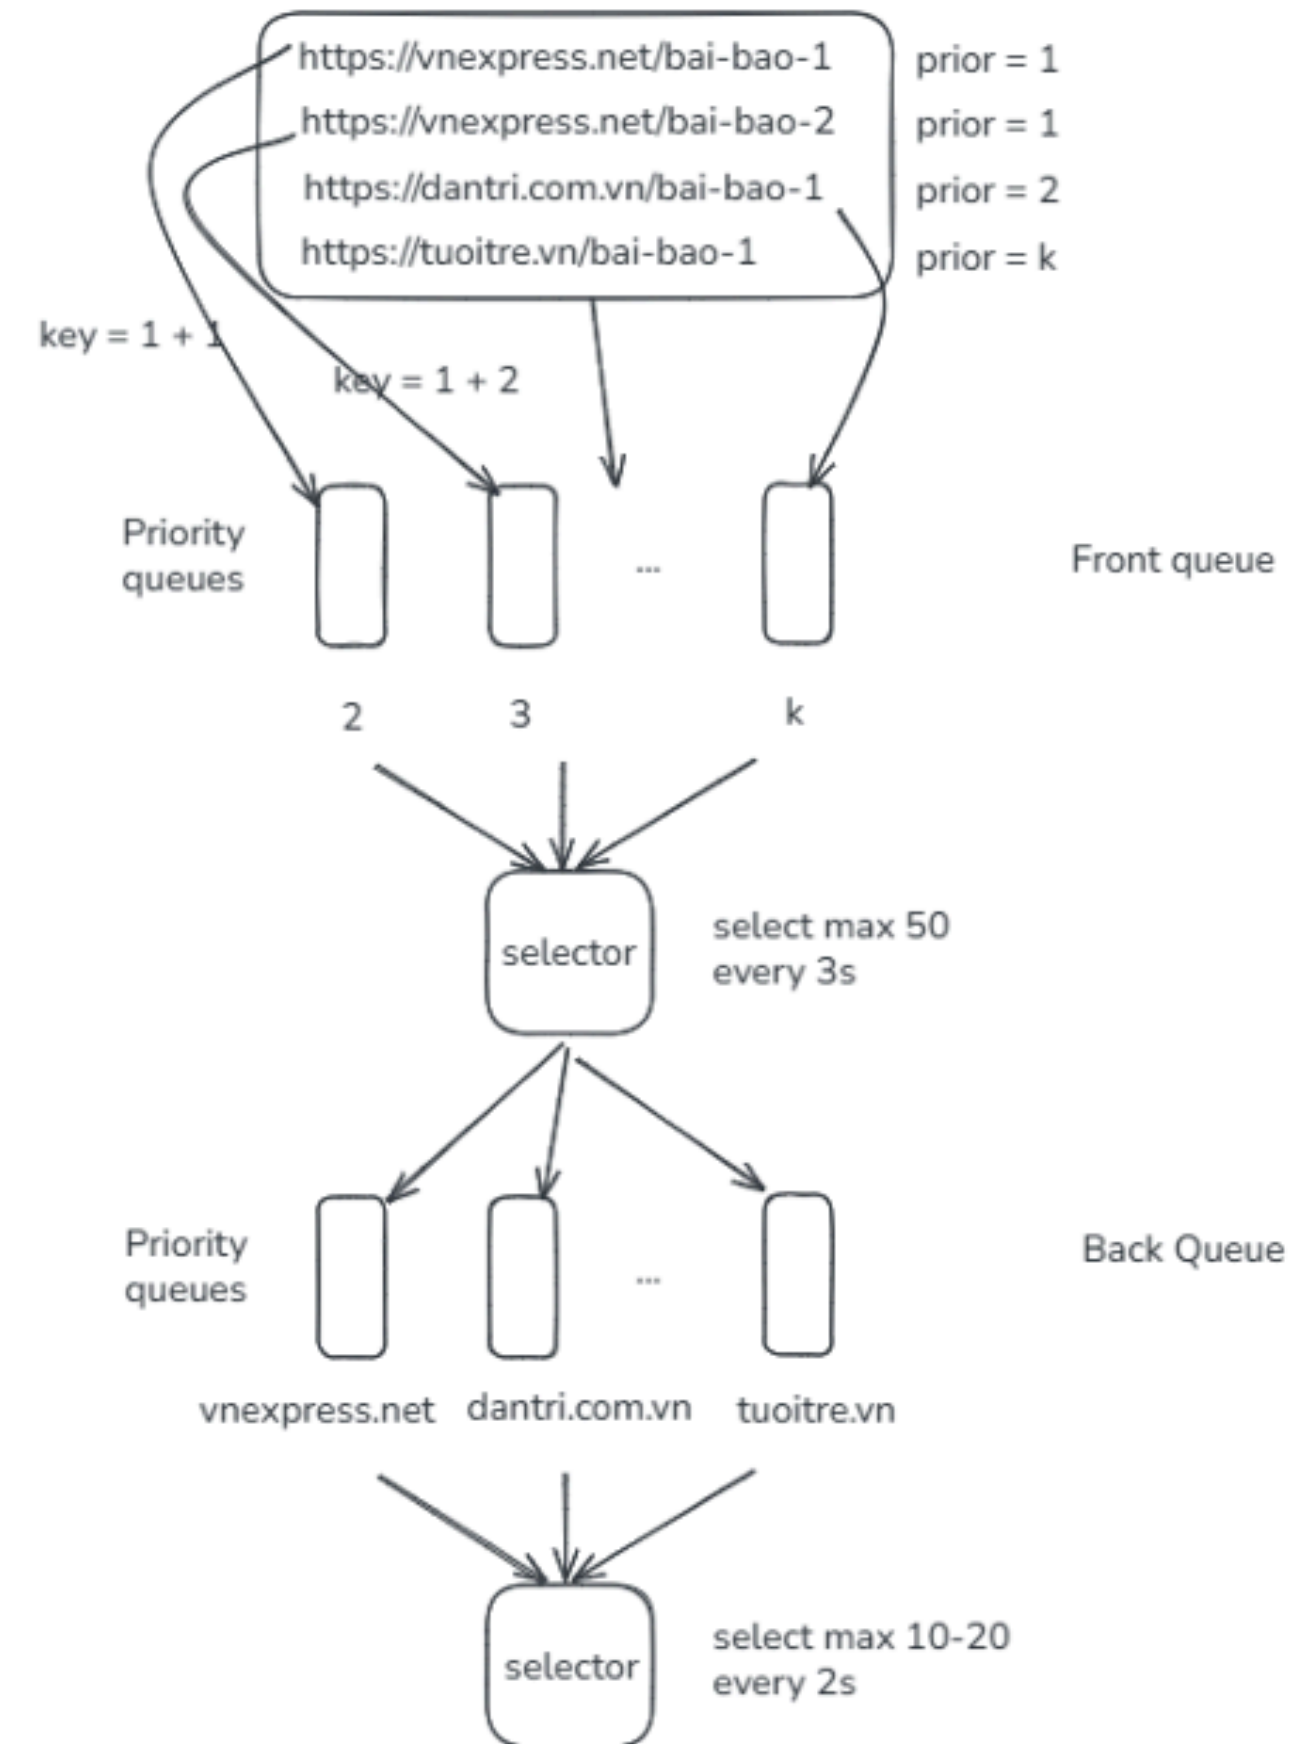 https://vnexpress.net/bai-bao-1 prior = 1
https://vnexpress.net/bai-bao-2 prior = 1
https://dantri.com.vn/bai-bao-1 prior = 2
https://tuoitre.vn/bai-bao-1 prior = k
key = 1 + 1
key = 1 + 2
Priority
queues
...
Front queue
2 3 k
selector
select max 50
every 3s
Priority
queues
...
Back Queue
vnexpress.net dantri.com.vn tuoitre.vn
selector
select max 10-20
every 2s